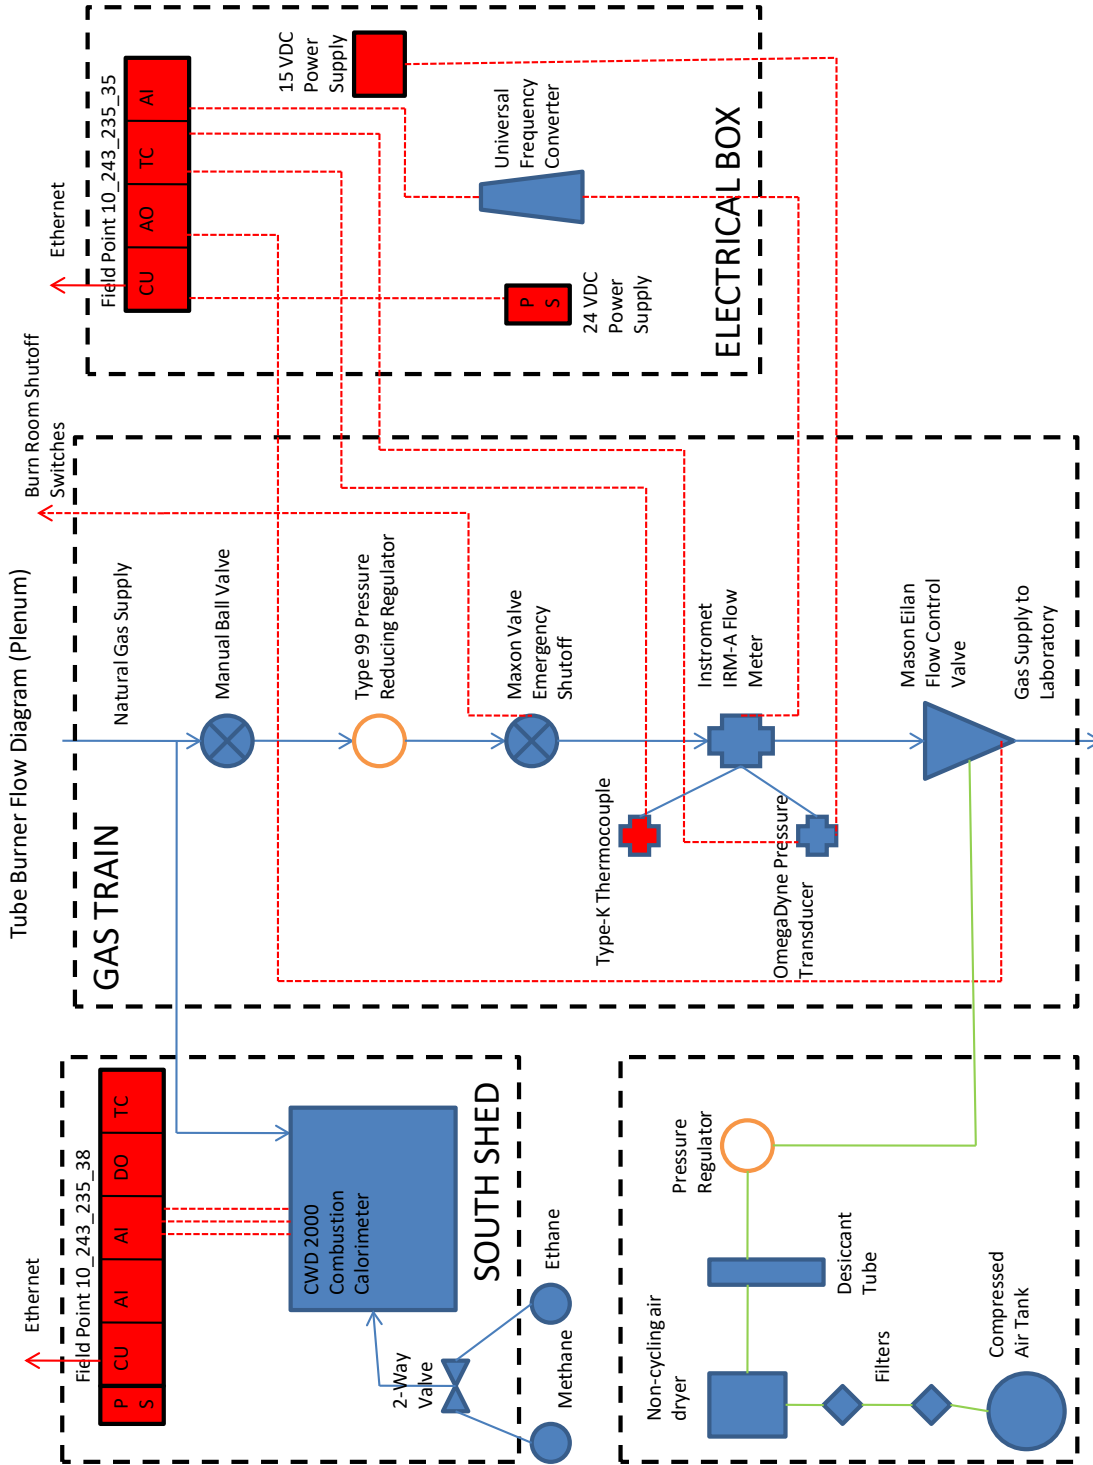 Tube Burner Flow Diagram (Plenum)
Ethernet
Field Point 10_243_235_38
P
S
CU
AI
AI
DO
TC
CWD 2000
Combustion
Calorimeter
2-Way
Valve
Methane
Ethane
SOUTH SHED
GAS TRAIN
Natural Gas Supply
Manual Ball Valve
Type 99 Pressure
Reducing Regulator
Maxon Valve
Emergency
Shutoff
Type-K Thermocouple
Instromet
IRM-A Flow
Meter
OmegaDyne Pressure
Transducer
Mason Eilan
Flow Control
Valve
Gas Supply to
Laboratory
Burn Room Shutoff
Switches
Ethernet
Field Point 10_243_235_35
CU
AO
TC
AI
15 VDC
Power
Supply
Universal
Frequency
Converter
P
S
24 VDC
Power
Supply
ELECTRICAL BOX
Non-cycling air
dryer
Pressure
Regulator
Desiccant
Tube
Filters
Compressed
Air Tank